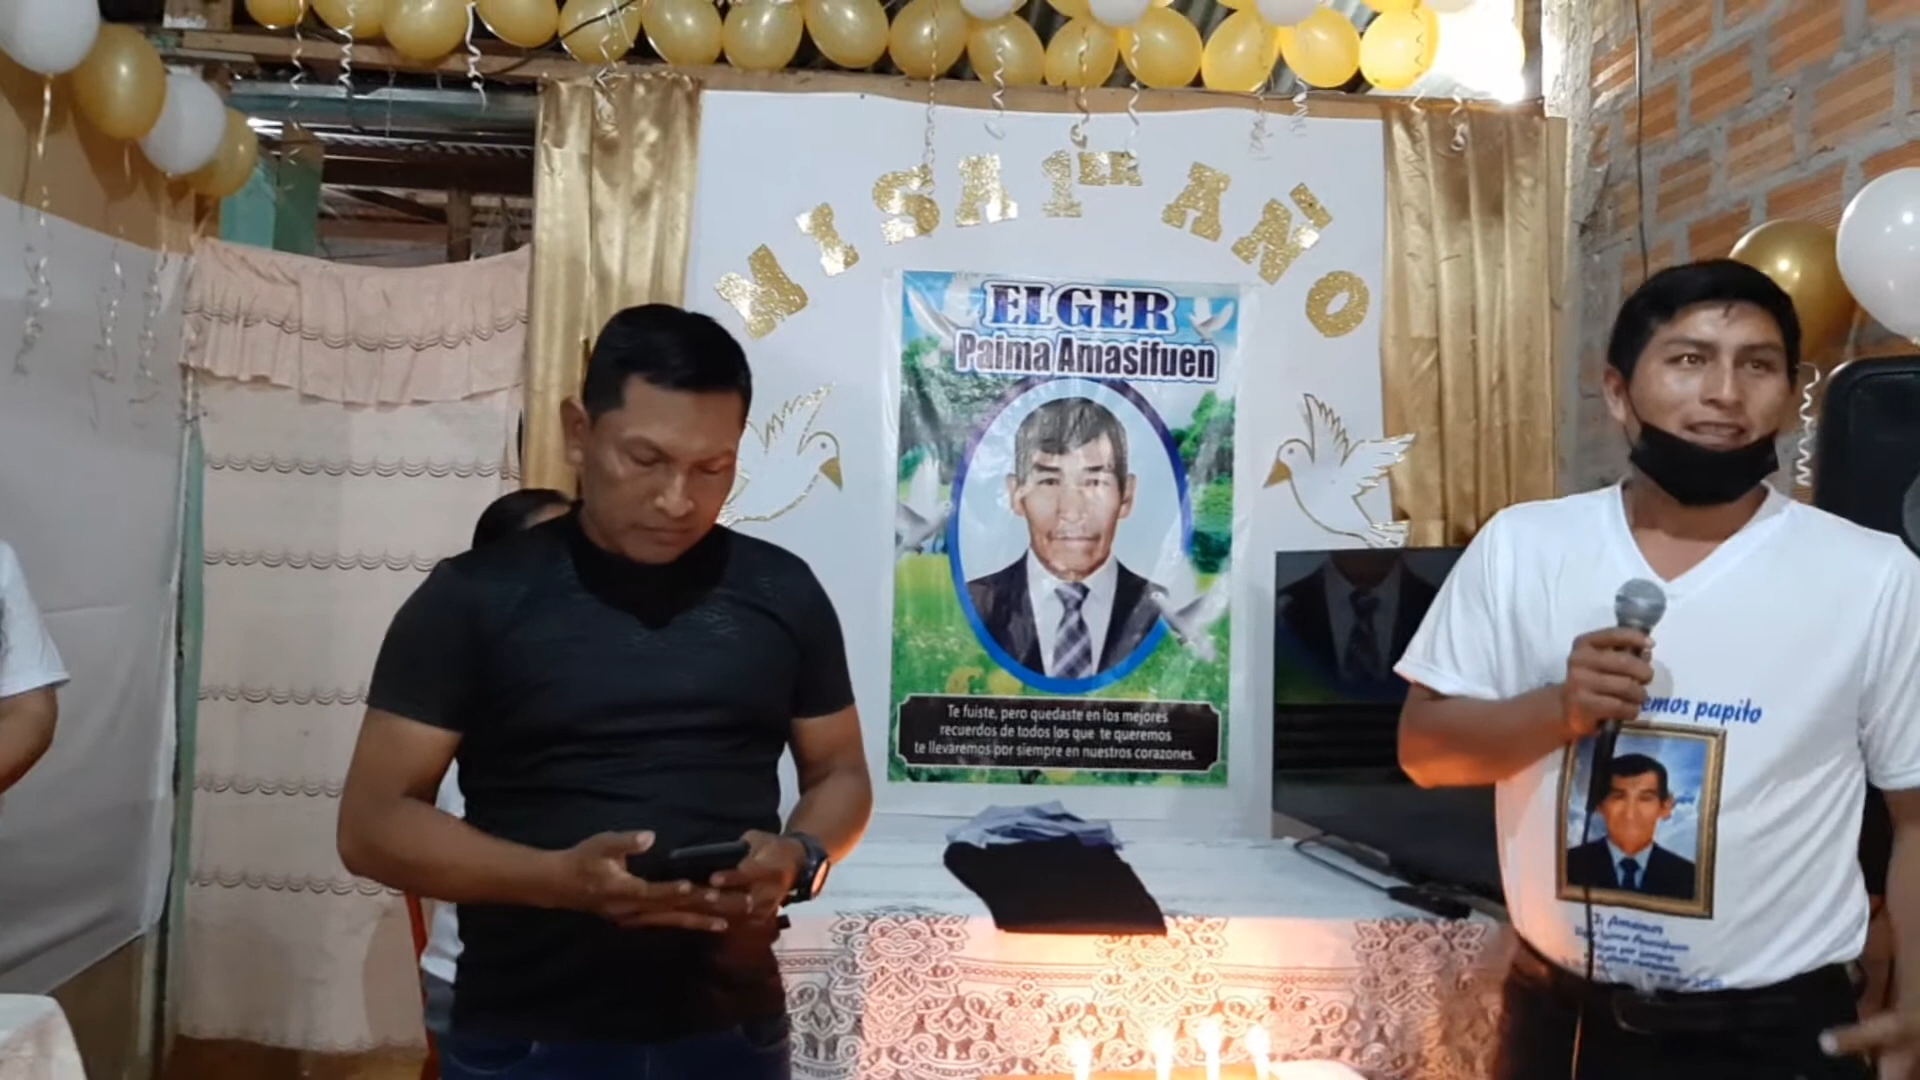 MISA 1ER AÑO
ELGER
Paima Amasifuen
Te fuiste, pero quedaste en los mejores
recuerdos de todos los que te queremos
te llevaremos por siempre en nuestros corazones.
emos papito
Amamos